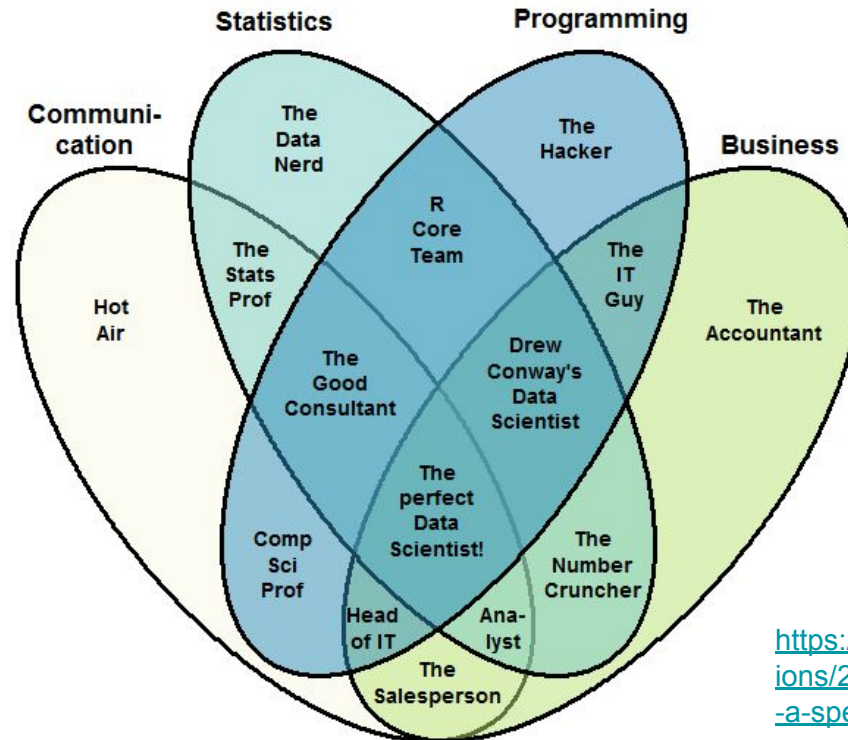 Statistics
Programming
Communi-
cation
Business
The
Data
Nerd
The
Hacker
R
Core
Team
The
Stats
Prof
The
IT
Guy
Hot
Air
The
Accountant
The
Good
Consultant
Drew
Conway's
Data
Scientist
The
perfect
Data
Scientist!
Comp
Sci
Prof
The
Number
Cruncher
Head
of IT
Ana-
lyst
The
Salesperson
https:/
ions/2
-a-spe